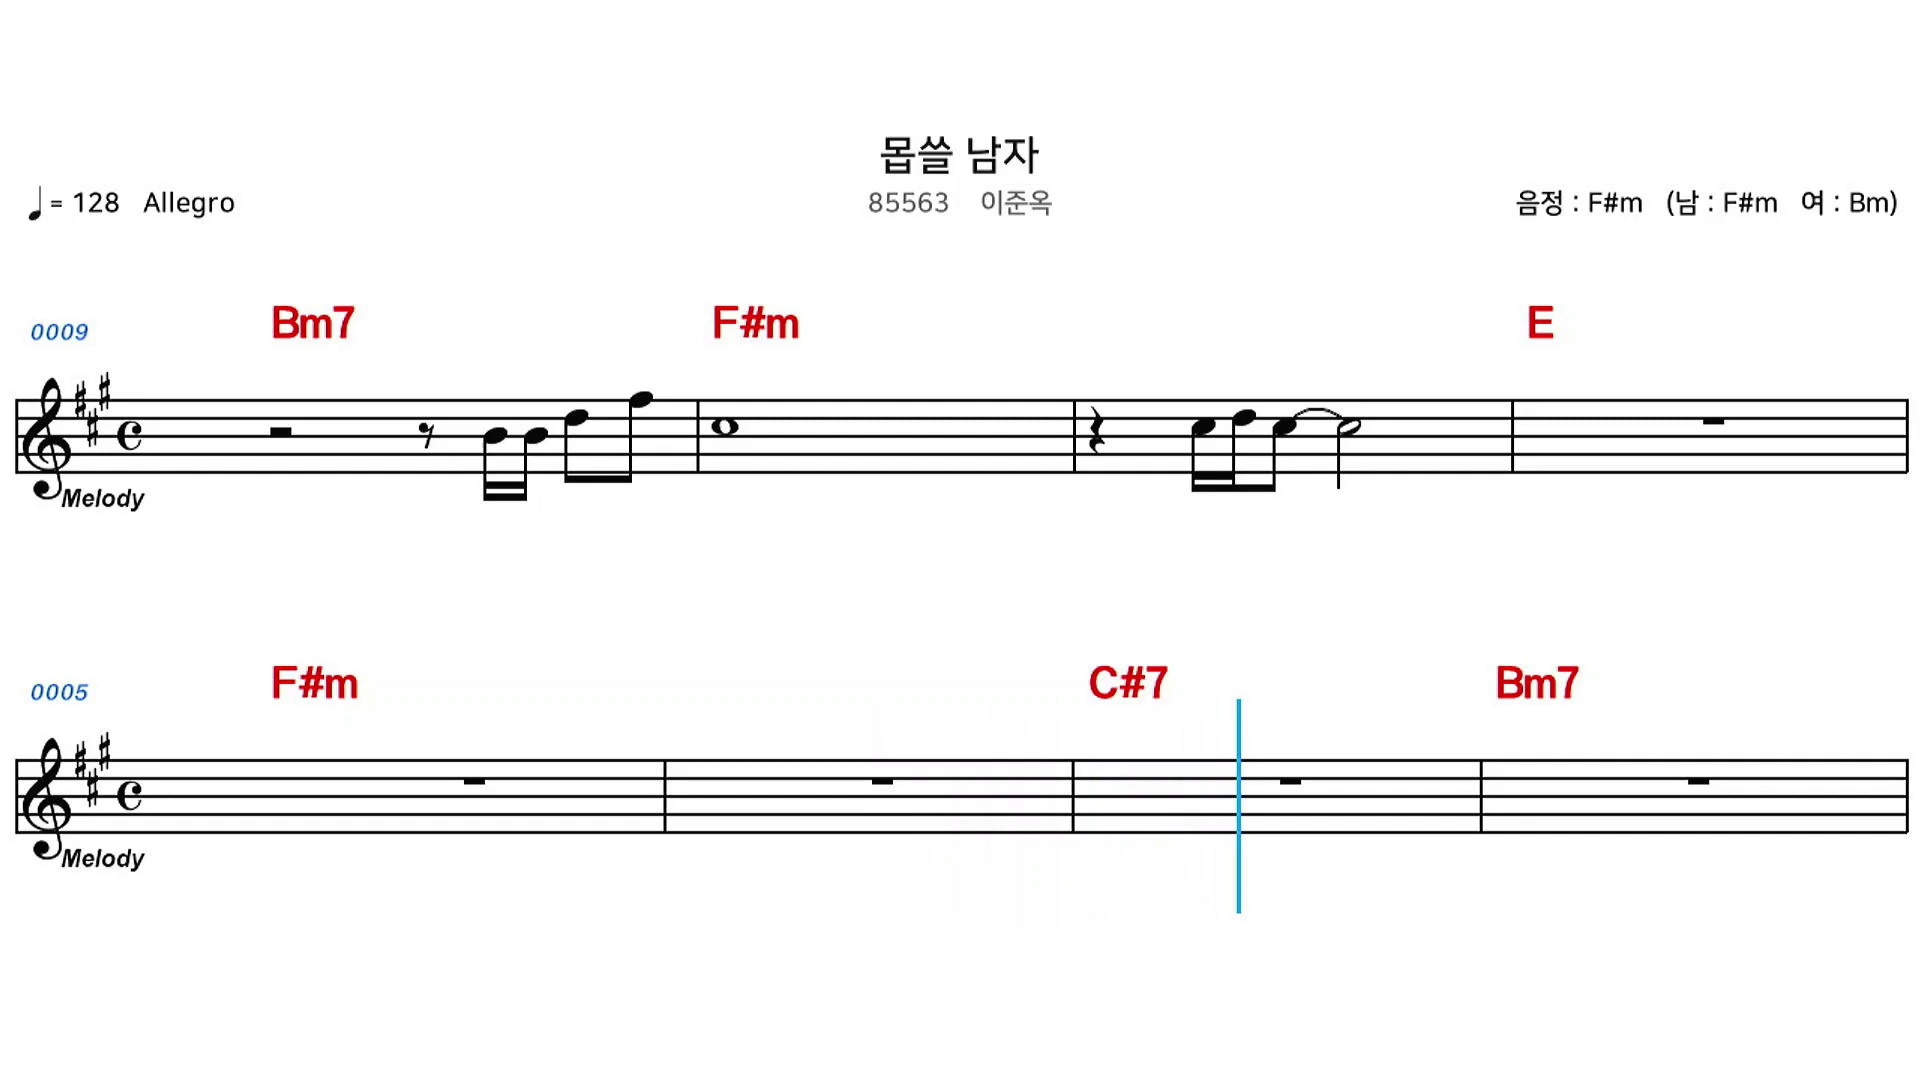 몹쓸 남자
♩= 128 Allegro 85563 이준옥 음정 : F#m (남 : F#m 여 : Bm)
0009 Bm7 F#m E
Melody
0005 F#m C#7 Bm7
Melody